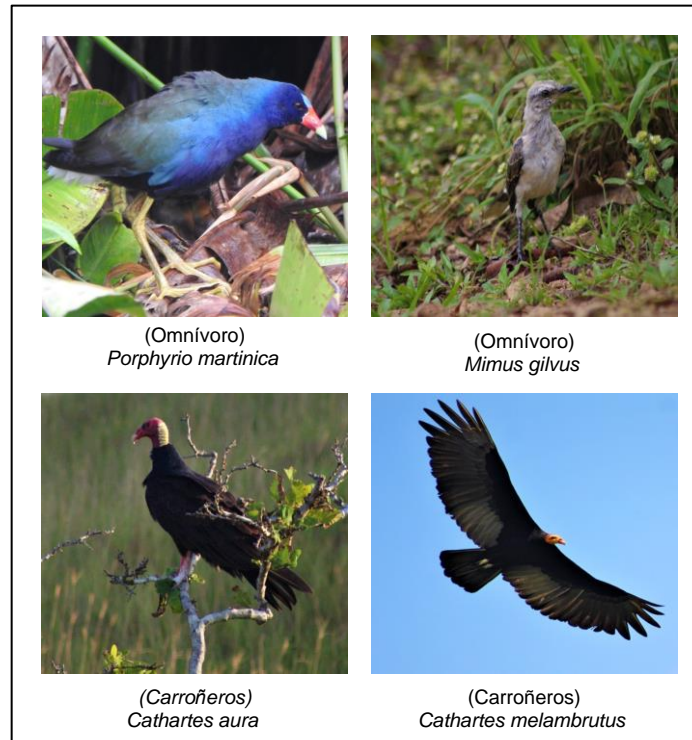 (Omnívoro)
Porphyrio martinica
(Omnívoro)
Mimus gilvus
(Carroñeros)
Cathartes aura
(Carroñeros)
Cathartes melambrutus